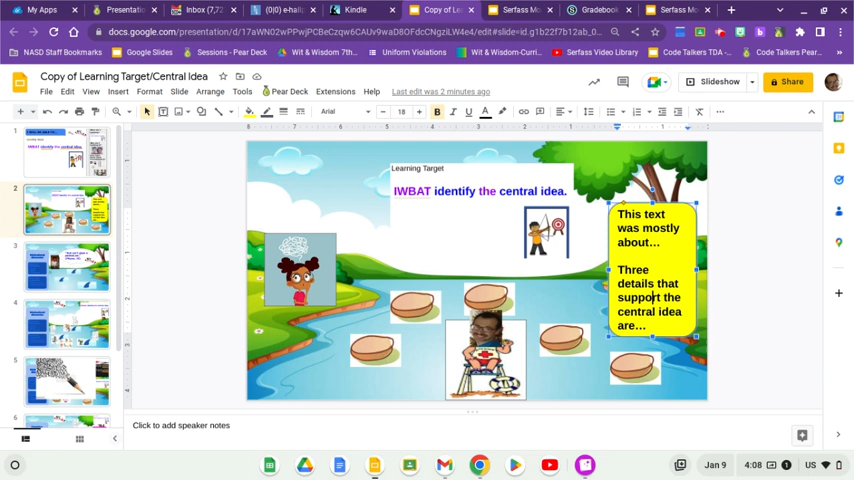 My Apps
Presentatio
Inbox (7,72
(0)(0) e-hallp
Kindle
Copy of Le
Serfass Mo
Gradebook
Serfass Mo
docs.google.com/presentation/d/17aWN02wPPwjPCBeCzqw6CAUv9waD8OFdcCNgzILW4e4/edit#slide=id.g1b22f7b12ab_0...
NASD Staff Bookmarks
Google Slides
Sessions - Pear Deck
Wit & Wisdom 7th...
Uniform Violations
Wit & Wisdom-Curri...
Serfass Video Library
Code Talkers TDA -...
Code Talkers Pear...
Copy of Learning Target/Central Idea
File Edit View Insert Format Slide Arrange Tools Pear Deck Extensions Help Last edit was 2 minutes ago
Slideshow
Share
Arial
18
Learning Target
IWBAT identify the central idea.
This text
was mostly
about...
Three
details that
support the
central idea
are...
Click to add speaker notes
Jan 9
4:08
US